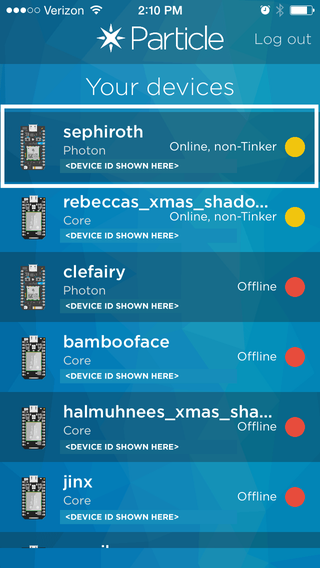 Verizon 2:10 PM
Particle
Log out
Your devices
sephiroth
Photon
Online, non-Tinker
<DEVICE ID SHOWN HERE>
rebeccas_xmas_shado...
Core
Online, non-Tinker
<DEVICE ID SHOWN HERE>
clefairy
Photon
Offline
<DEVICE ID SHOWN HERE>
bambooface
Core
Offline
<DEVICE ID SHOWN HERE>
halmuhnees_xmas_sha...
Core
Offline
<DEVICE ID SHOWN HERE>
jinx
Core
Offline
<DEVICE ID SHOWN HERE>